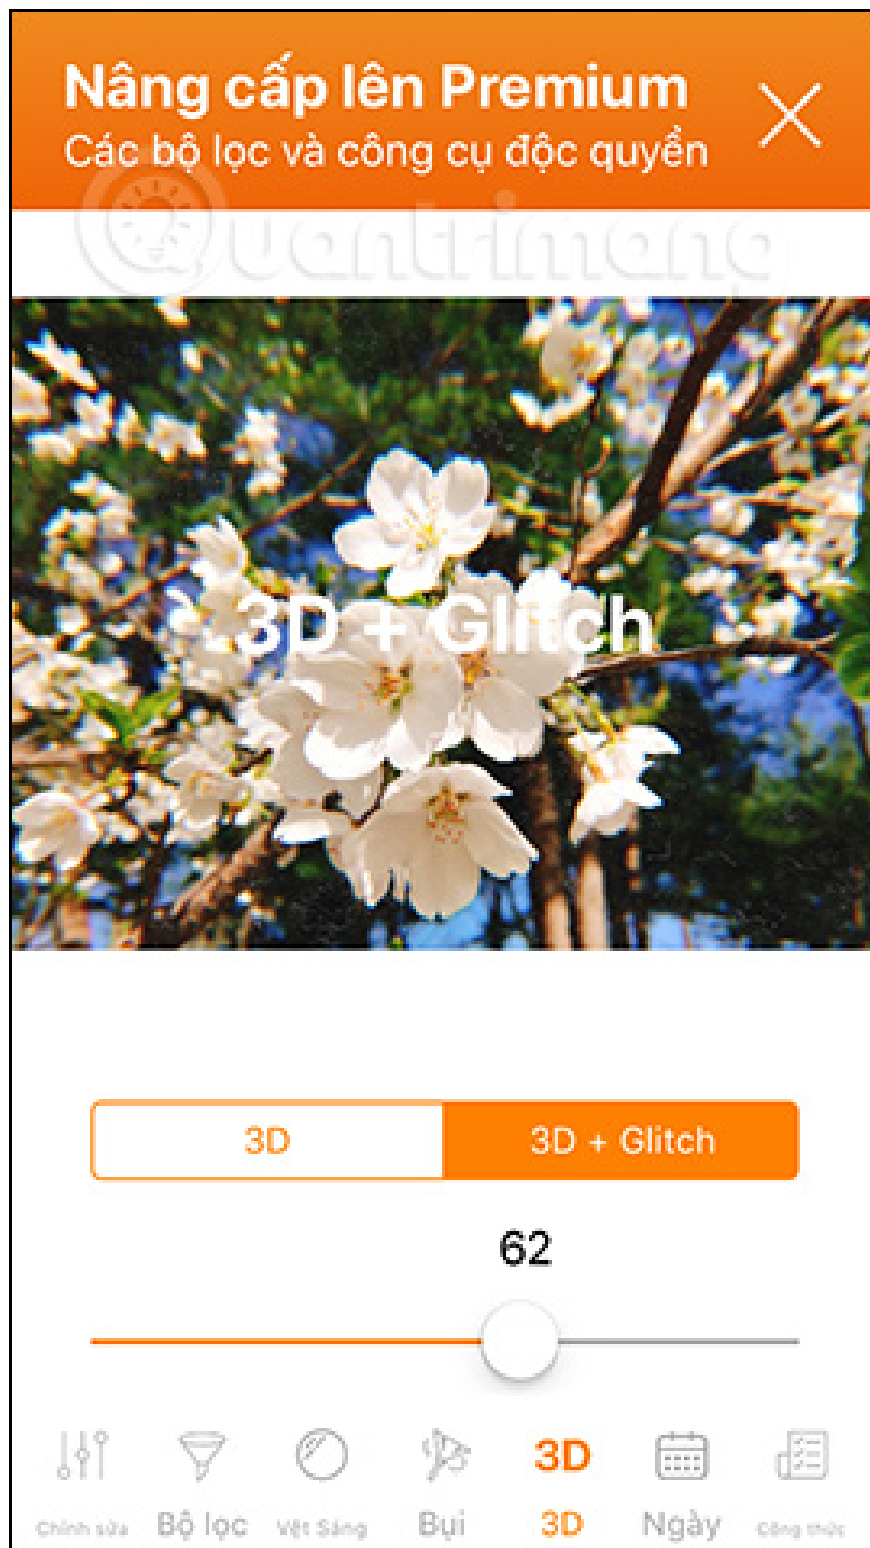 Nâng cấp lên Premium
Các bộ lọc và công cụ độc quyền
Quantrimang
3D + Glitch
3D
3D + Glitch
62
3D
Chỉnh sửa
Bộ lọc
Vệt Sáng
Bụi
3D
Ngày
Công thức